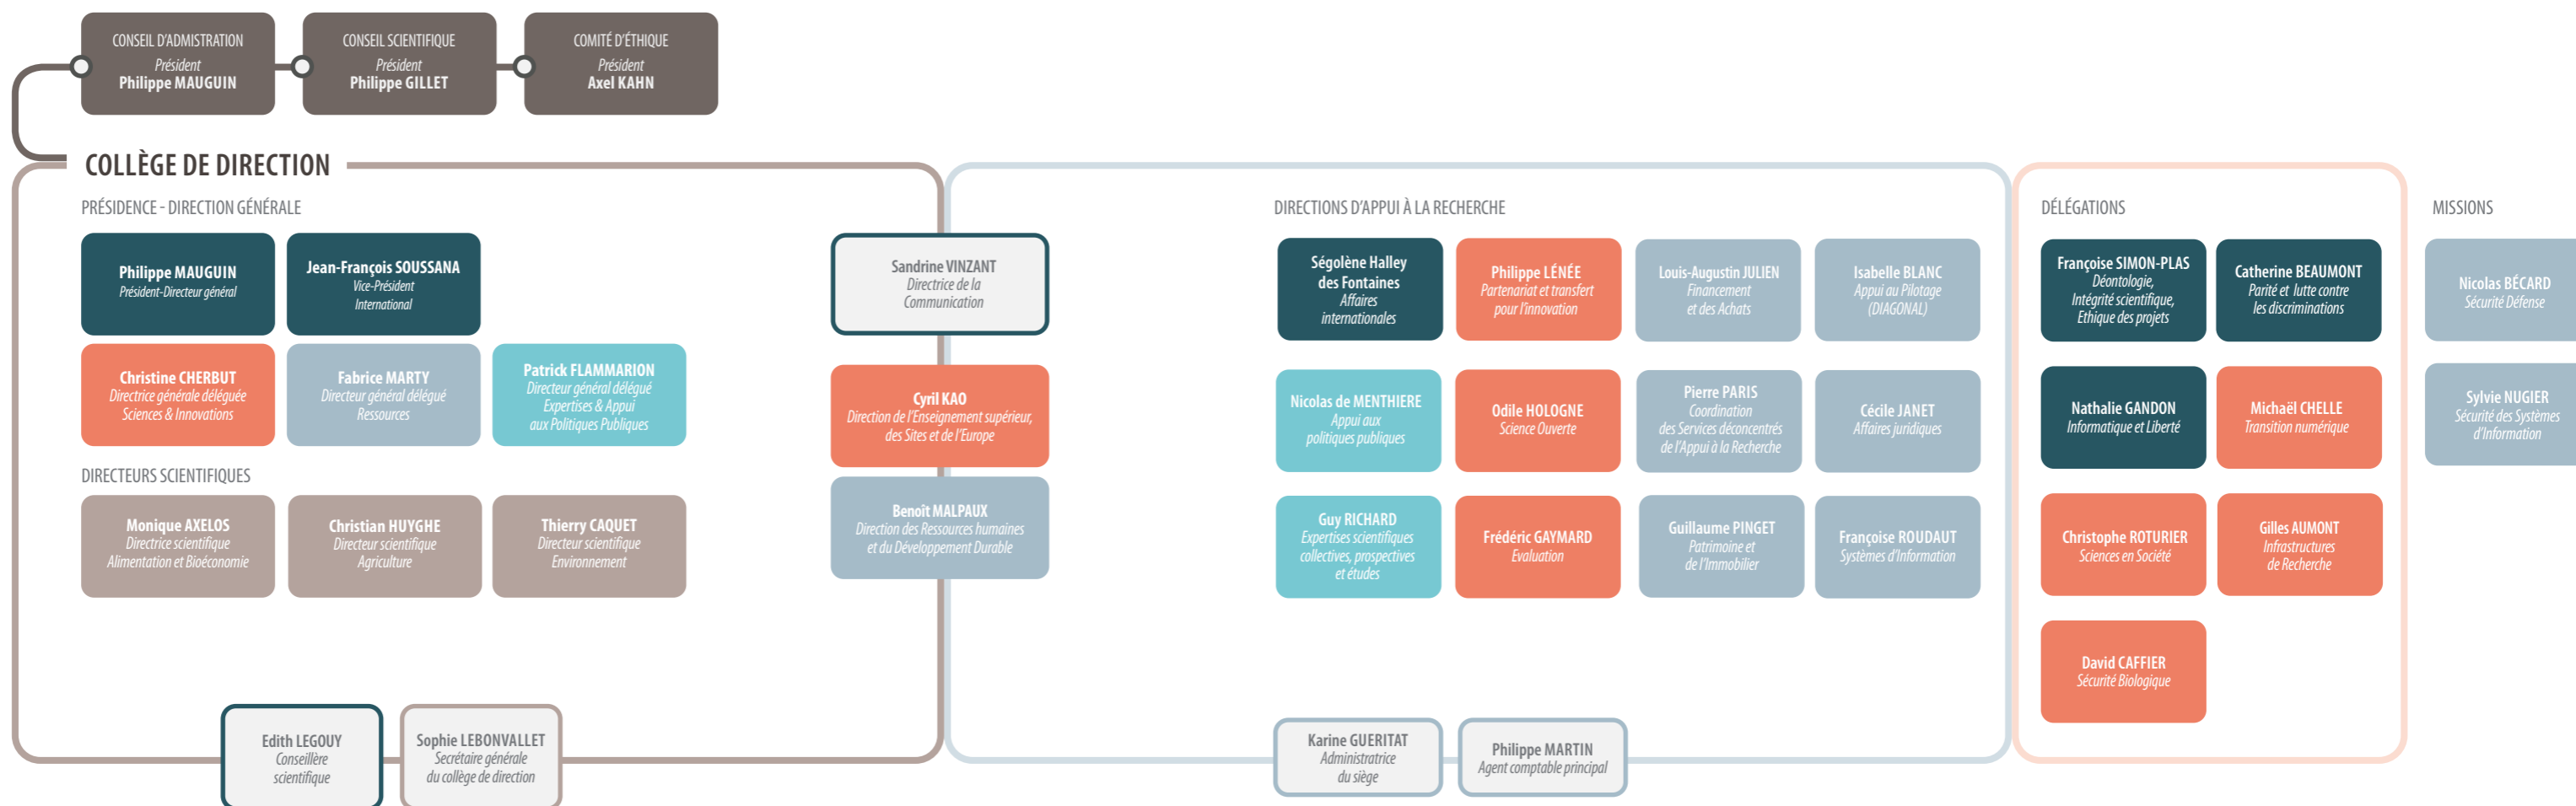 CONSEIL D'ADMISTRATION
Président
Philippe MAUGUIN
CONSEIL SCIENTIFIQUE
Président
Philippe GILLET
COMITÉ D'ÉTHIQUE
Président
Axel KAHN
COLLÈGE DE DIRECTION
PRÉSIDENCE - DIRECTION GÉNÉRALE
Philippe MAUGUIN
Président-Directeur général
Jean-François SOUSSANA
Vice-Président
International
Christine CHERBUT
Directrice générale déléguée
Sciences & Innovations
Fabrice MARTY
Directeur général délégué
Ressources
Patrick FLAMMARION
Directeur général délégué
Expertises & Appui
aux Politiques Publiques
DIRECTEURS SCIENTIFIQUES
Monique AXELOS
Directrice scientifique
Alimentation et Bioéconomie
Christian HUYGHE
Directeur scientifique
Agriculture
Thierry CAQUET
Directeur scientifique
Environnement
Edith LEGOUY
Conseillère
scientifique
Sophie LEBONVALLET
Secrétaire générale
du collège de direction
Sandrine VINZANT
Directrice de la
Communication
Cyril KAO
Direction de l'Enseignement supérieur,
des Sites et de l'Europe
Benoît MALPAUX
Direction des Ressources humaines
et du Développement Durable
DIRECTIONS D'APPUI À LA RECHERCHE
Ségolène Halley
des Fontaines
Affaires
internationales
Philippe LÉNÉE
Partenariat et transfert
pour l'innovation
Louis-Augustin JULIEN
Financement
et des Achats
Isabelle BLANC
Appui au Pilotage
(DIAGONAL)
Nicolas de MENTHIERE
Appui aux
politiques publiques
Odile HOLOGNE
Science Ouverte
Pierre PARIS
Coordination
des Services déconcentrés
de l'Appui à la Recherche
Cécile JANET
Affaires juridiques
Guy RICHARD
Expertises scientifiques
collectives, prospectives
et études
Frédéric GAYMARD
Evaluation
Guillaume PINGET
Patrimoine et
de l'Immobilier
Françoise ROUDAUT
Systèmes d'Information
Karine GUERITAT
Administratrice
du siège
Philippe MARTIN
Agent comptable principal
DÉLÉGATIONS
Françoise SIMON-PLAS
Déontologie,
Intégrité scientifique,
Ethique des projets
Catherine BEAUMONT
Parité et lutte contre
les discriminations
Nathalie GANDON
Informatique et Liberté
Michaël CHELLE
Transition numérique
Christophe ROTURIER
Sciences en Société
Gilles AUMONT
Infrastructures
de Recherche
David CAFFIER
Sécurité Biologique
MISSIONS
Nicolas BÉCARD
Sécurité Défense
Sylvie NUGIER
Sécurité des Systèmes
d'Information